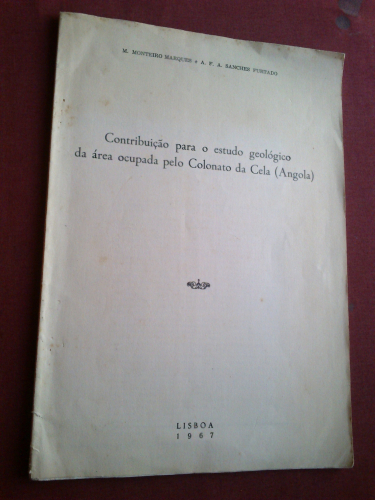 M. MONTEIRO MARQUES e A. F. A. SANCHES FURTADO
Contribuição para o estudo geológico
da área ocupada pelo Colonato da Cela (Angola)
LISBOA
1967